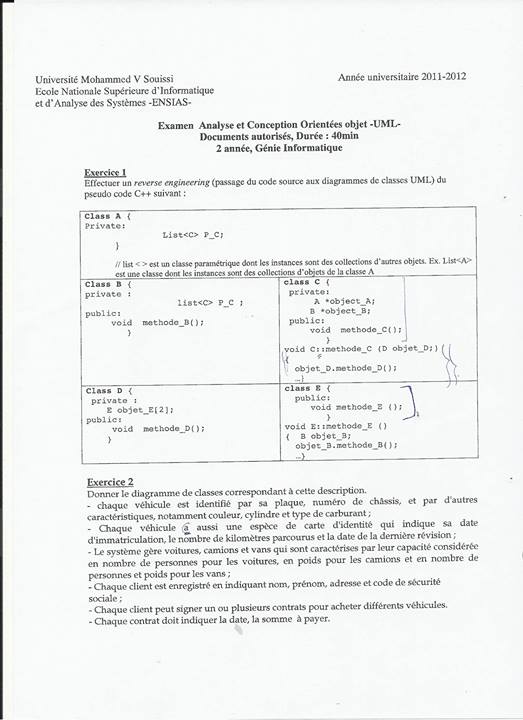 Université Mohammed V Souissi
Année universitaire 2011-2012
Ecole Nationale Supérieure d'Informatique
et d'Analyse des Systèmes -ENSIAS-
Examen Analyse et Conception Orientées objet -UML-
Documents autorisés, Durée : 40min
2 année, Génie Informatique
Exercice 1
Effectuer un reverse engineering (passage du code source aux diagrammes de classes UML) du
pseudo code C++ suivant :
Class A {
Private:
List<C> P_C;
}
// list < > est un classe paramétrique dont les instances sont des collections d'autres objets. Ex. List<A>
est une classe dont les instances sont des collections d'objets de la classe A
Class B {
private :
list<C> P_C ;
public:
void methode_B();
}
class C {
private:
A *object_A;
B *object_B;
public:
void methode_C();
}
void C::methode_C (D objet_D;)
{
objet_D.methode_D();
…}
Class D {
private :
E objet_E[2];
public:
void methode_D();
}
class E {
public:
void methode_E ();
}
void E::methode_E ()
{ B objet_B;
objet_B.methode_B();
…}
Exercice 2
Donner le diagramme de classes correspondant à cette description.
- chaque véhicule est identifié par sa plaque, numéro de châssis, et par d'autres
caractéristiques, notamment couleur, cylindre et type de carburant ;
- Chaque véhicule a aussi une espèce de carte d'identité qui indique sa date
d'immatriculation, le nombre de kilomètres parcourus et la date de la dernière révision ;
- Le système gère voitures, camions et vans qui sont caractérises par leur capacité considérée
en nombre de personnes pour les voitures, en poids pour les camions et en nombre de
personnes et poids pour les vans ;
- Chaque client est enregistré en indiquant nom, prénom, adresse et code de sécurité
sociale ;
- Chaque client peut signer un ou plusieurs contrats pour acheter différents véhicules.
- Chaque contrat doit indiquer la date, la somme à payer.